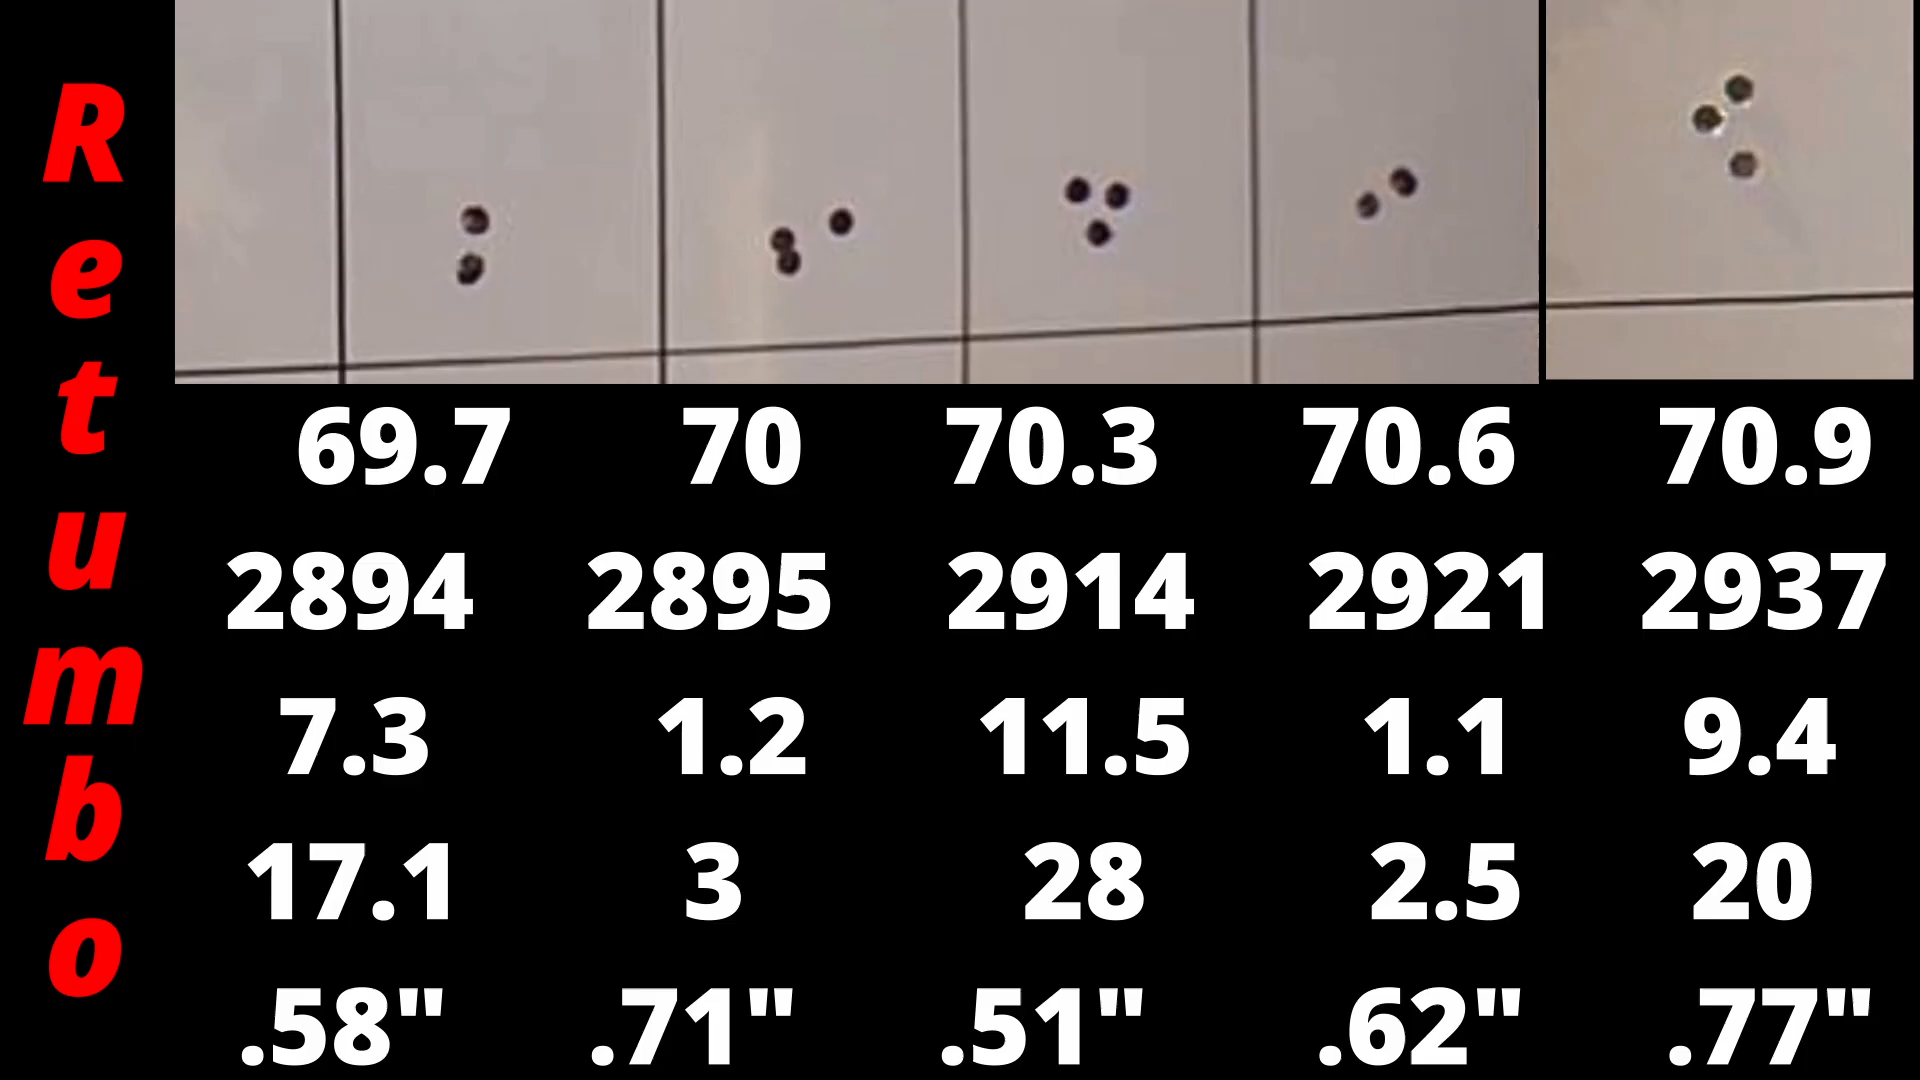 Retumbo
69.7 70 70.3 70.6 70.9
2894 2895 2914 2921 2937
7.3 1.2 11.5 1.1 9.4
17.1 3 28 2.5 20
.58" .71" .51" .62" .77"